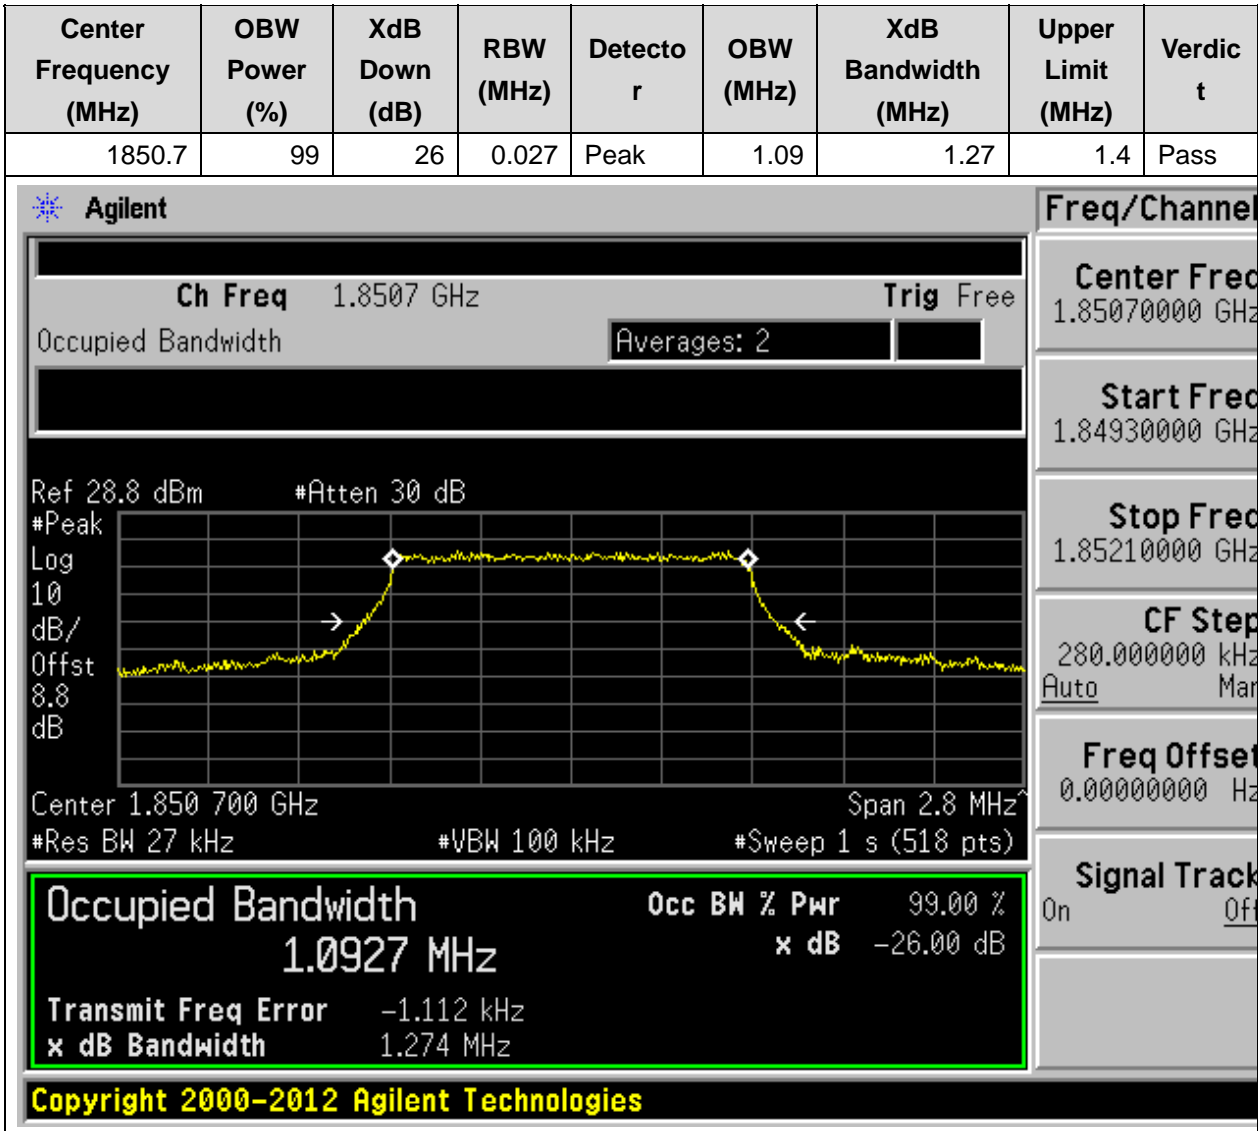 Center Frequency (MHz) OBW Power (%) XdB Down (dB) RBW (MHz) Detecto r OBW (MHz) XdB Bandwidth (MHz) Upper Limit (MHz) Verdic t
1850.7 99 26 0.027 Peak 1.09 1.27 1.4 Pass
Agilent
Freq/Channel
Ch Freq 1.8507 GHz Trig Free
Occupied Bandwidth Averages: 2
Center Freq
1.85070000 GHz
Start Freq
1.84930000 GHz
Stop Freq
1.85210000 GHz
CF Step
280.000000 kHz
Auto Man
Freq Offset
0.00000000 Hz
Signal Track
On Off
Ref 28.8 dBm #Atten 30 dB
#Peak
Log
10
dB/
Offst
8.8
dB
Center 1.850 700 GHz Span 2.8 MHz^
#Res BW 27 kHz #VBW 100 kHz #Sweep 1 s (518 pts)
Occupied Bandwidth
1.0927 MHz
Occ BW % Pwr 99.00 %
x dB -26.00 dB
Transmit Freq Error -1.112 kHz
x dB Bandwidth 1.274 MHz
Copyright 2000-2012 Agilent Technologies